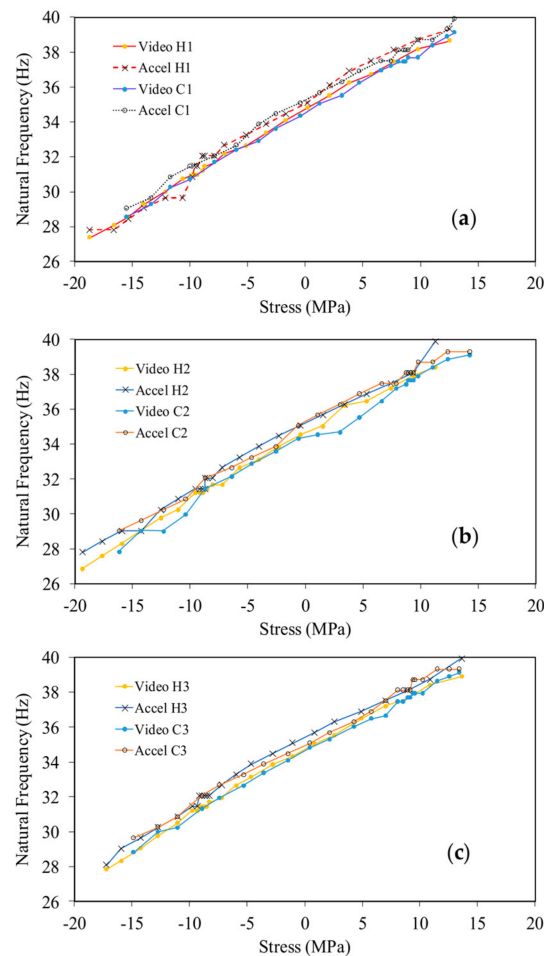 40
38
36
34
32
30
28
26
Natural Frequency (Hz)
Video H1
Accel H1
Video C1
Accel C1
(a)
-20 -15 -10 -5 0 5 10 15 20
Stress (MPa)
40
38
36
34
32
30
28
26
Natural Frequency (Hz)
Video H2
Accel H2
Video C2
Accel C2
(b)
-20 -15 -10 -5 0 5 10 15 20
Stress (MPa)
40
38
36
34
32
30
28
26
Natural Frequency (Hz)
Video H3
Accel H3
Video C3
Accel C3
(c)
-20 -15 -10 -5 0 5 10 15 20
Stress (MPa)